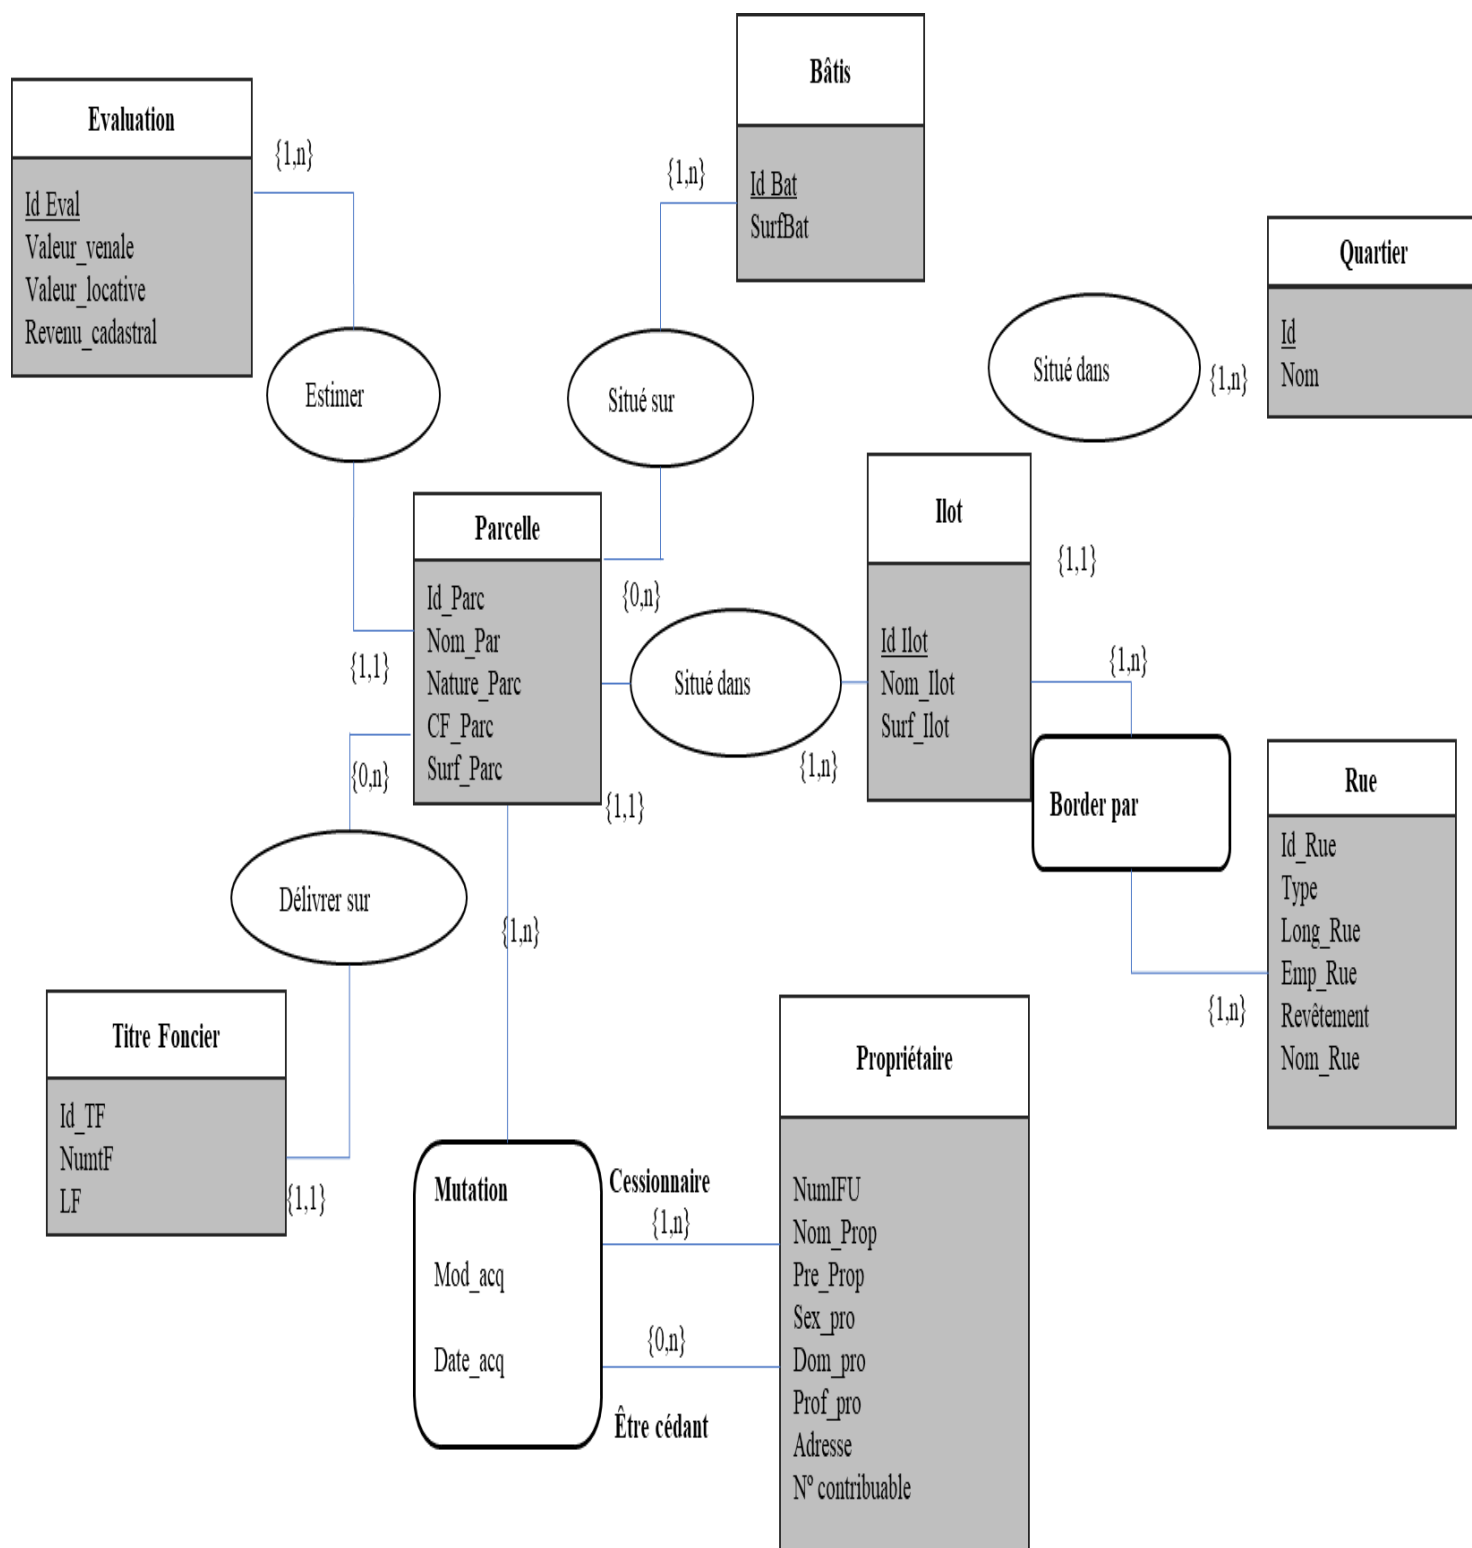 Bâtis
{1,n}
Id Bat
SurfBat
Evaluation
{1,n}
Id Eval
Valeur_venale
Valeur_locative
Revenu_cadastral
Quartier
Id
Nom
Situé dans
{1,n}
Estimer
Situé sur
Parcelle
Id_Parc
Nom_Par
Nature_Parc
CF_Parc
Surf_Parc
{0,n}
{1,1}
{0,n}
{1,1}
Situé dans
{1,n}
Ilot
Id Ilot
Nom_Ilot
Surf_Ilot
{1,1}
{1,n}
Border par
{1,n}
Rue
Id_Rue
Type
Long_Rue
Emp_Rue
Revêtement
Nom_Rue
Délivrer sur
{1,n}
Titre Foncier
Id_TF
NumtF
LF
{1,1}
Mutation
Mod_acq
Date_acq
Cessionnaire
{1,n}
{0,n}
Être cédant
Propriétaire
NumIFU
Nom_Prop
Pre_Prop
Sex_pro
Dom_pro
Prof_pro
Adresse
Nº contribuable